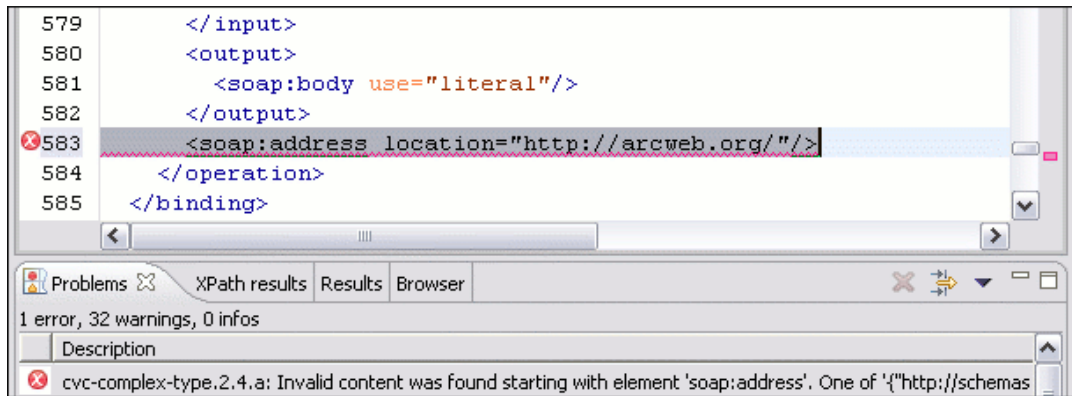 579 </input>
580 <output>
581 <soap:body use="literal"/>
582 </output>
583 <soap:address location="http://arcweb.org/"/>
584 </operation>
585 </binding>
Problems XPath results Results Browser
1 error, 32 warnings, 0 infos
Description
cvc-complex-type.2.4.a: Invalid content was found starting with element 'soap:address'. One of '{"http://schemas